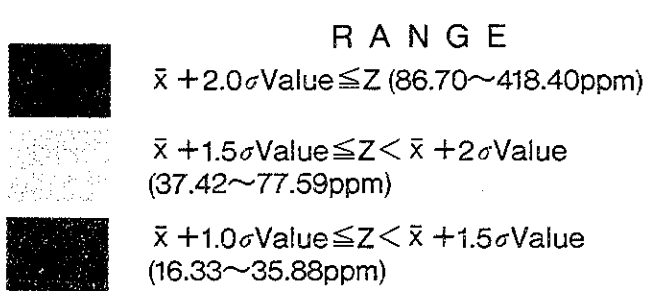 RANGE
x̄ +2.0σValue≦Z (86.70～418.40ppm)
x̄ +1.5σValue≦Z< x̄ +2σValue
(37.42～77.59ppm)
x̄ +1.0σValue≦Z< x̄ +1.5σValue
(16.33～35.88ppm)